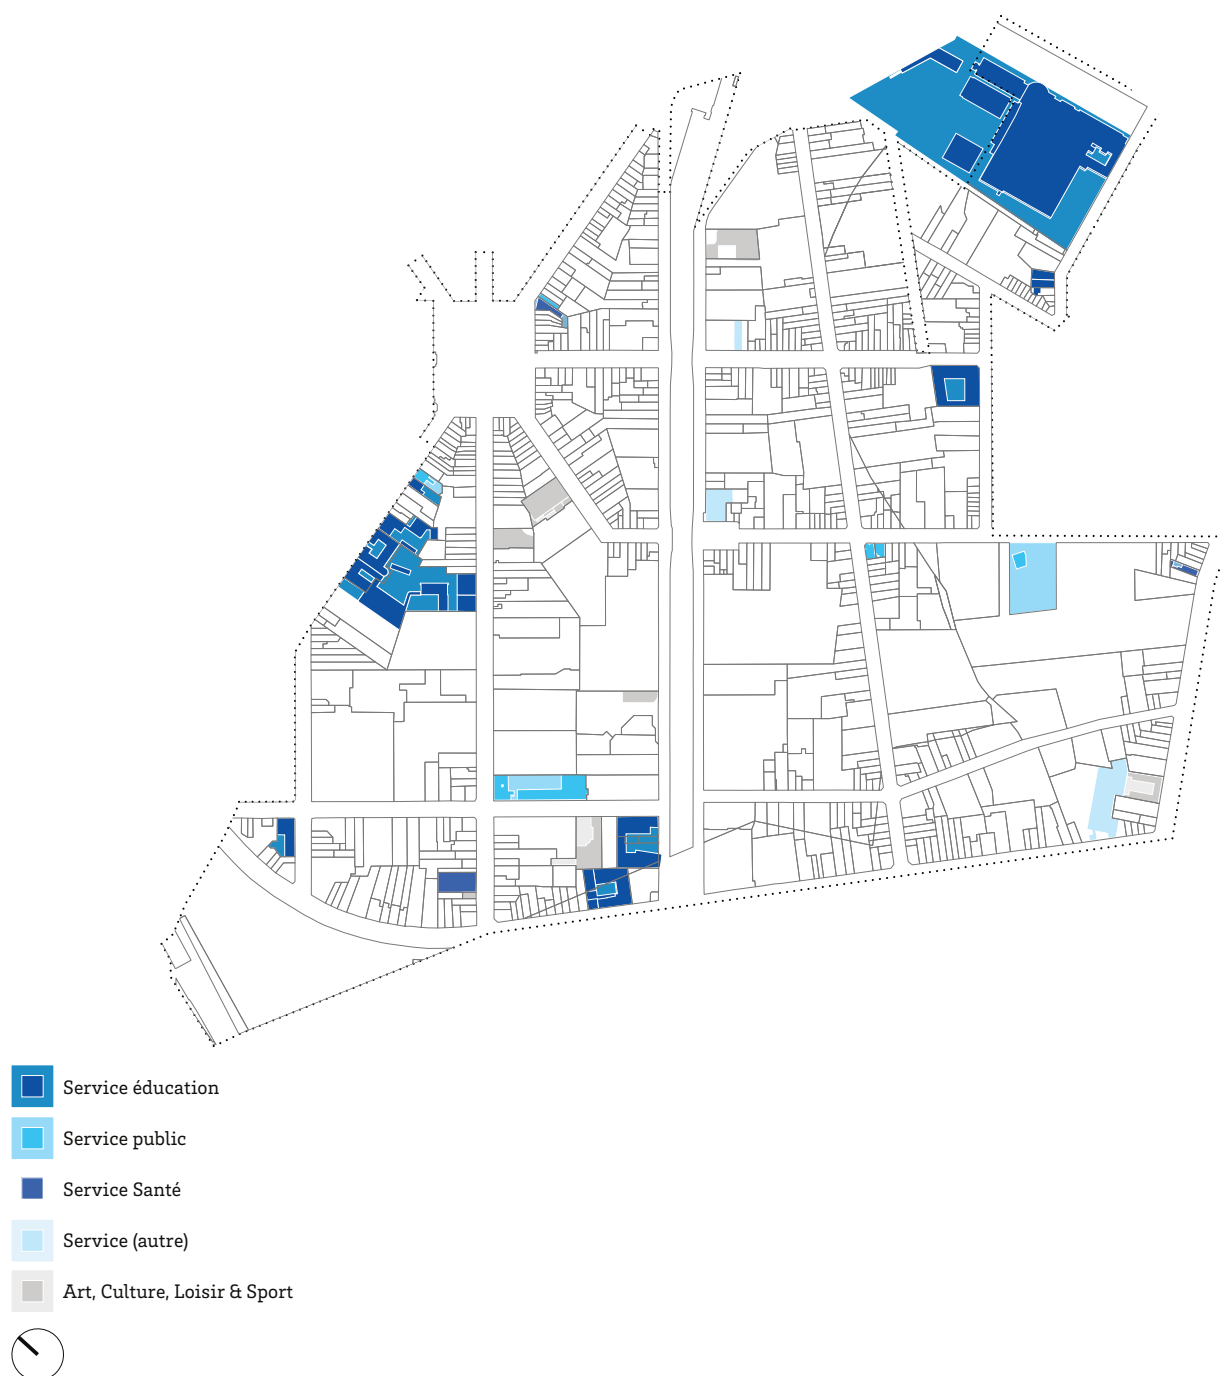 Service éducation
Service public
Service Santé
Service (autre)
Art, Culture, Loisir & Sport